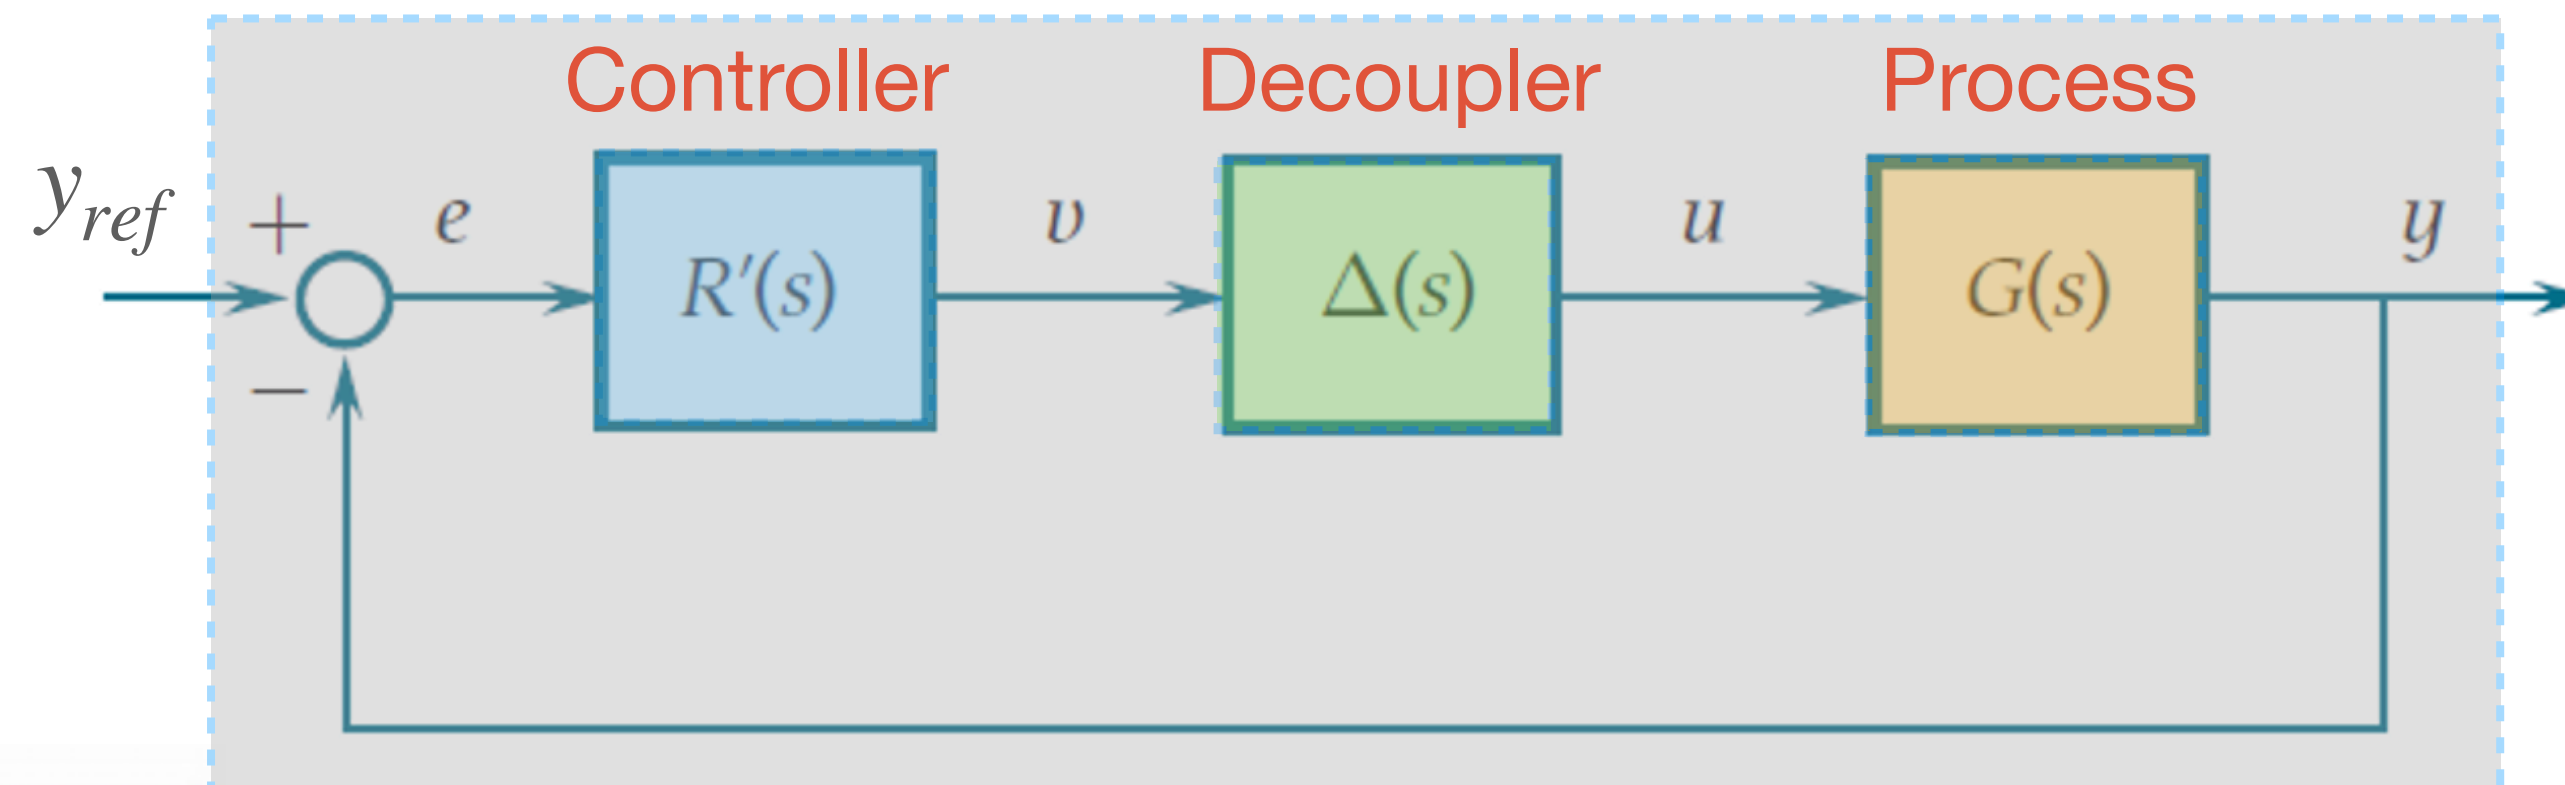 Controller Decoupler Process
y_ref + e v u y
R′(s) Δ(s) G(s)
−